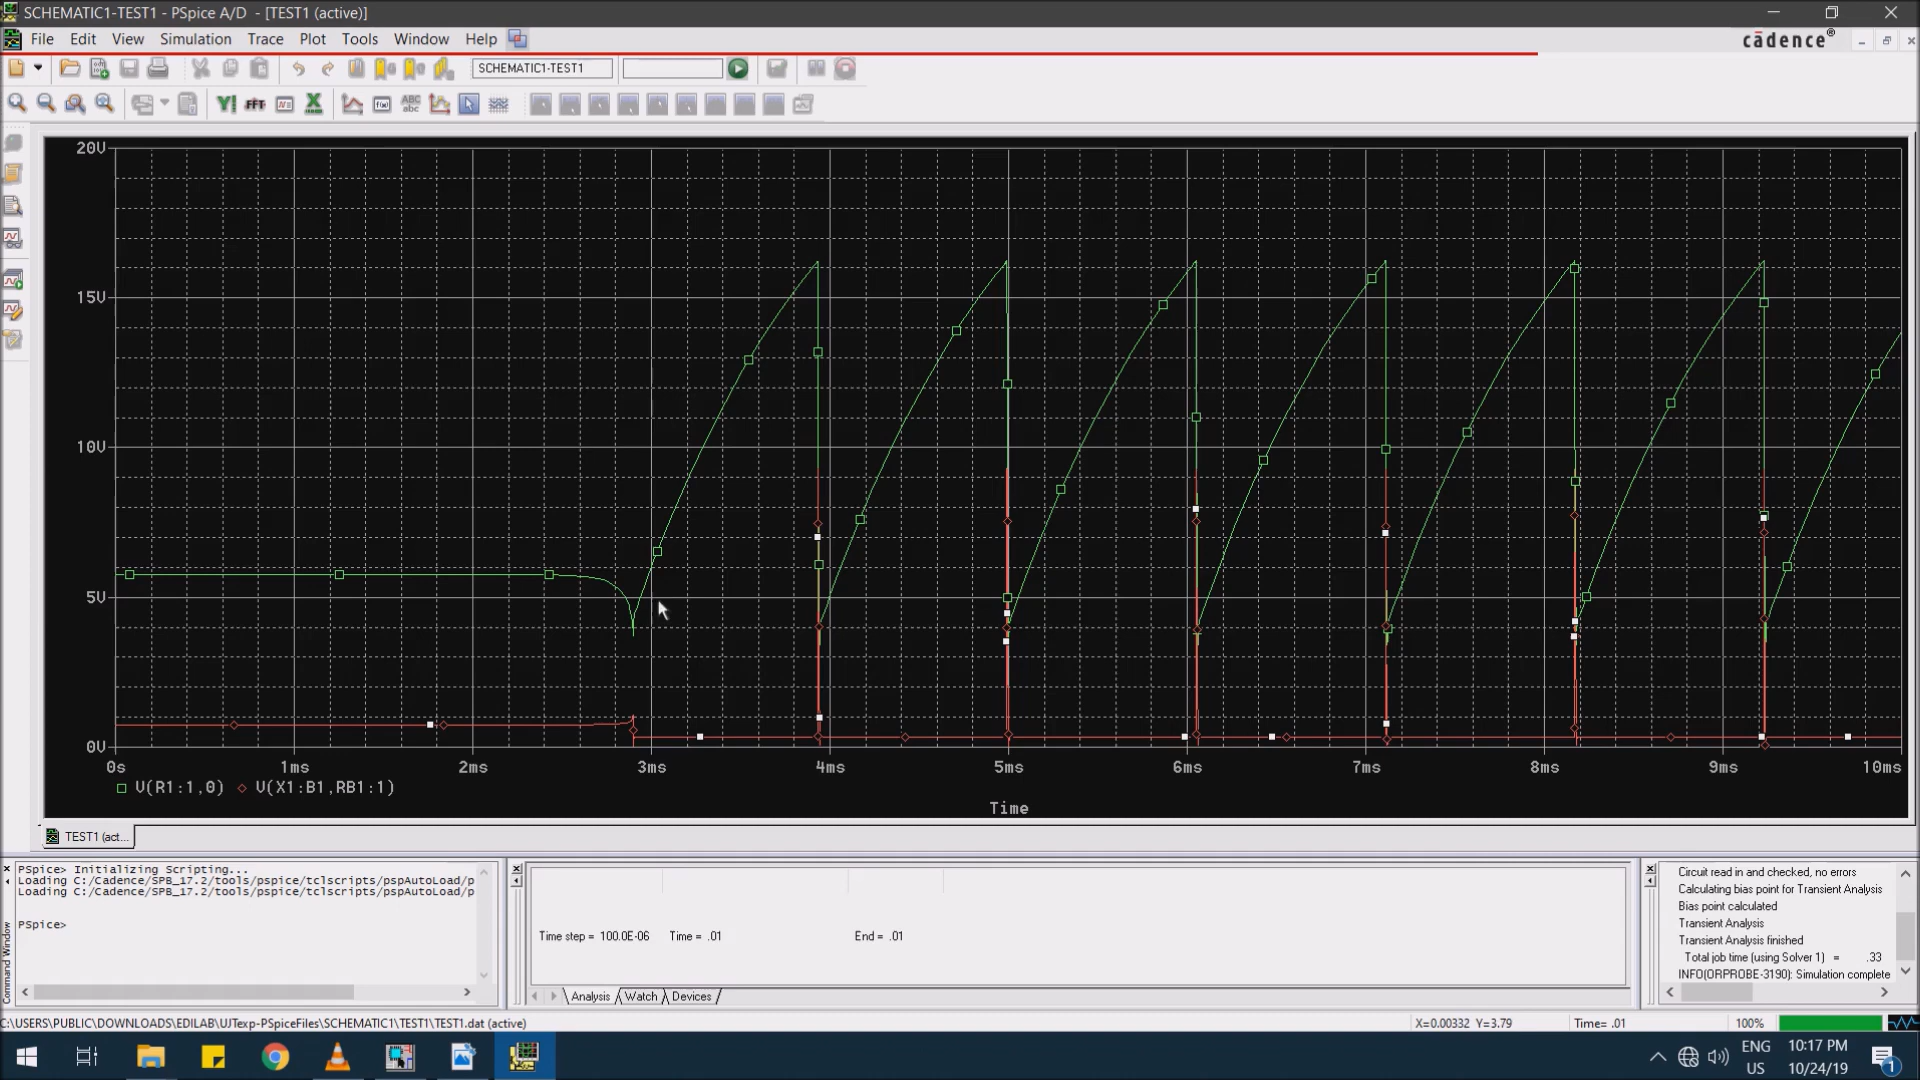 SCHEMATIC1-TEST1 - PSpice A/D - [TEST1 (active)]
File Edit View Simulation Trace Plot Tools Window Help
cādence®
SCHEMATIC1-TEST1
20V
15V
10V
5V
0V
0s 1ms 2ms 3ms 4ms 5ms 6ms 7ms 8ms 9ms 10ms
V(R1:1,0) V(X1:B1,RB1:1)
Time
TEST1 (act...
PSpice> Initializing Scripting...
Loading C:/Cadence/SPB_17.2/tools/pspice/tclscripts/pspAutoLoad/p
Loading C:/Cadence/SPB_17.2/tools/pspice/tclscripts/pspAutoLoad/p
PSpice>
Command Window
Time step = 100.0E-06 Time = .01 End = .01
Analysis Watch Devices
Circuit read in and checked, no errors
Calculating bias point for Transient Analysis
Bias point calculated
Transient Analysis
Transient Analysis finished
Total job time (using Solver 1) = .33
INFO(ORPROBE-3190): Simulation complete
C:\USERS\PUBLIC\DOWNLOADS\EDILAB\UJTexp-PSpiceFiles\SCHEMATIC1\TEST1\TEST1.dat (active)
X=0.00332 Y=3.79 Time= .01 100%
ENG
US
10:17 PM
10/24/19
1